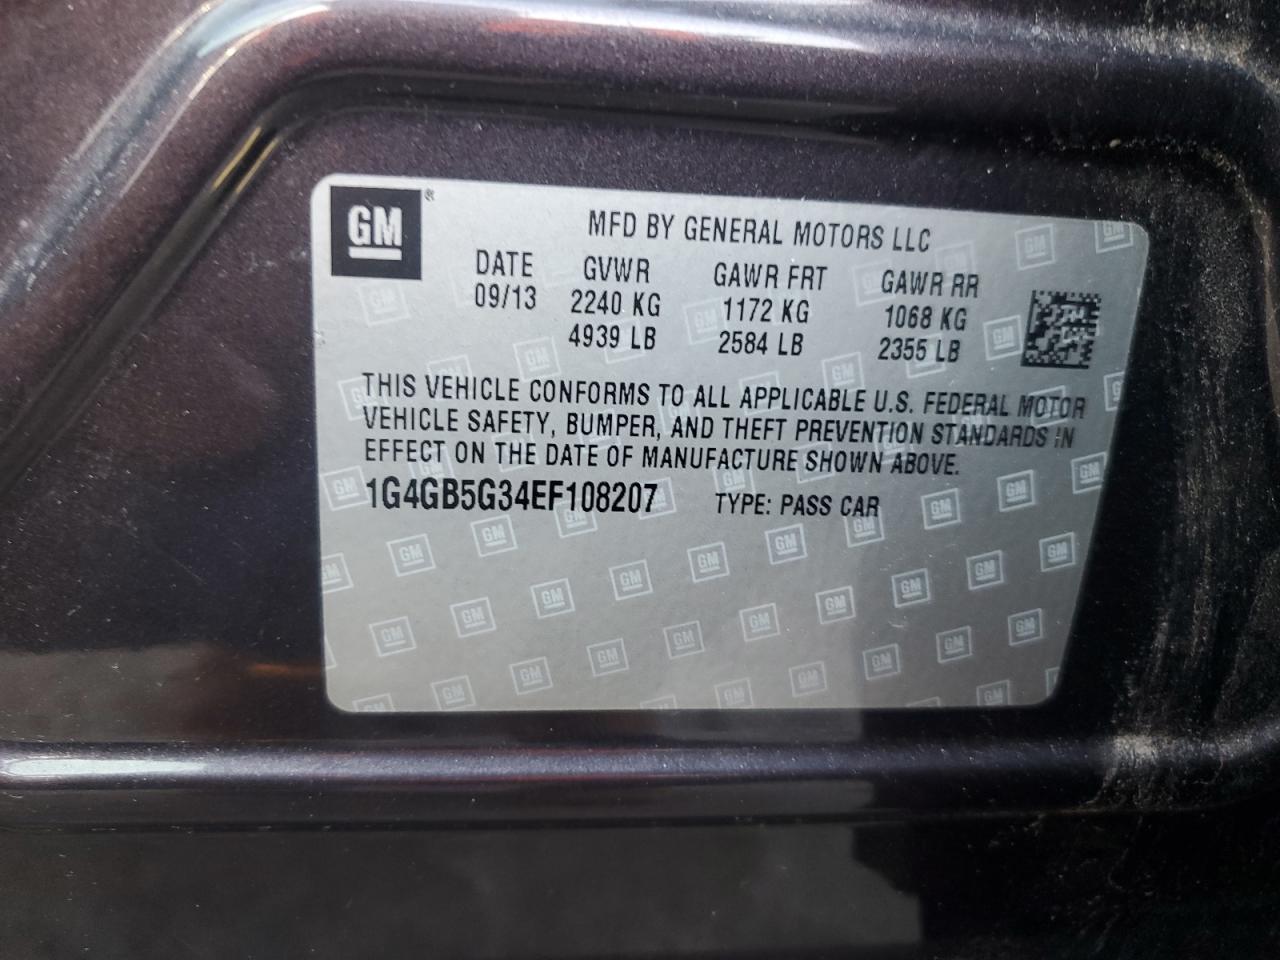 GM®
MFD BY GENERAL MOTORS LLC
DATE GVWR GAWR FRT GAWR RR
09/13 2240 KG 1172 KG 1068 KG
4939 LB 2584 LB 2355 LB
THIS VEHICLE CONFORMS TO ALL APPLICABLE U.S. FEDERAL MOTOR
VEHICLE SAFETY, BUMPER, AND THEFT PREVENTION STANDARDS IN
EFFECT ON THE DATE OF MANUFACTURE SHOWN ABOVE.
1G4GB5G34EF108207 TYPE: PASS CAR